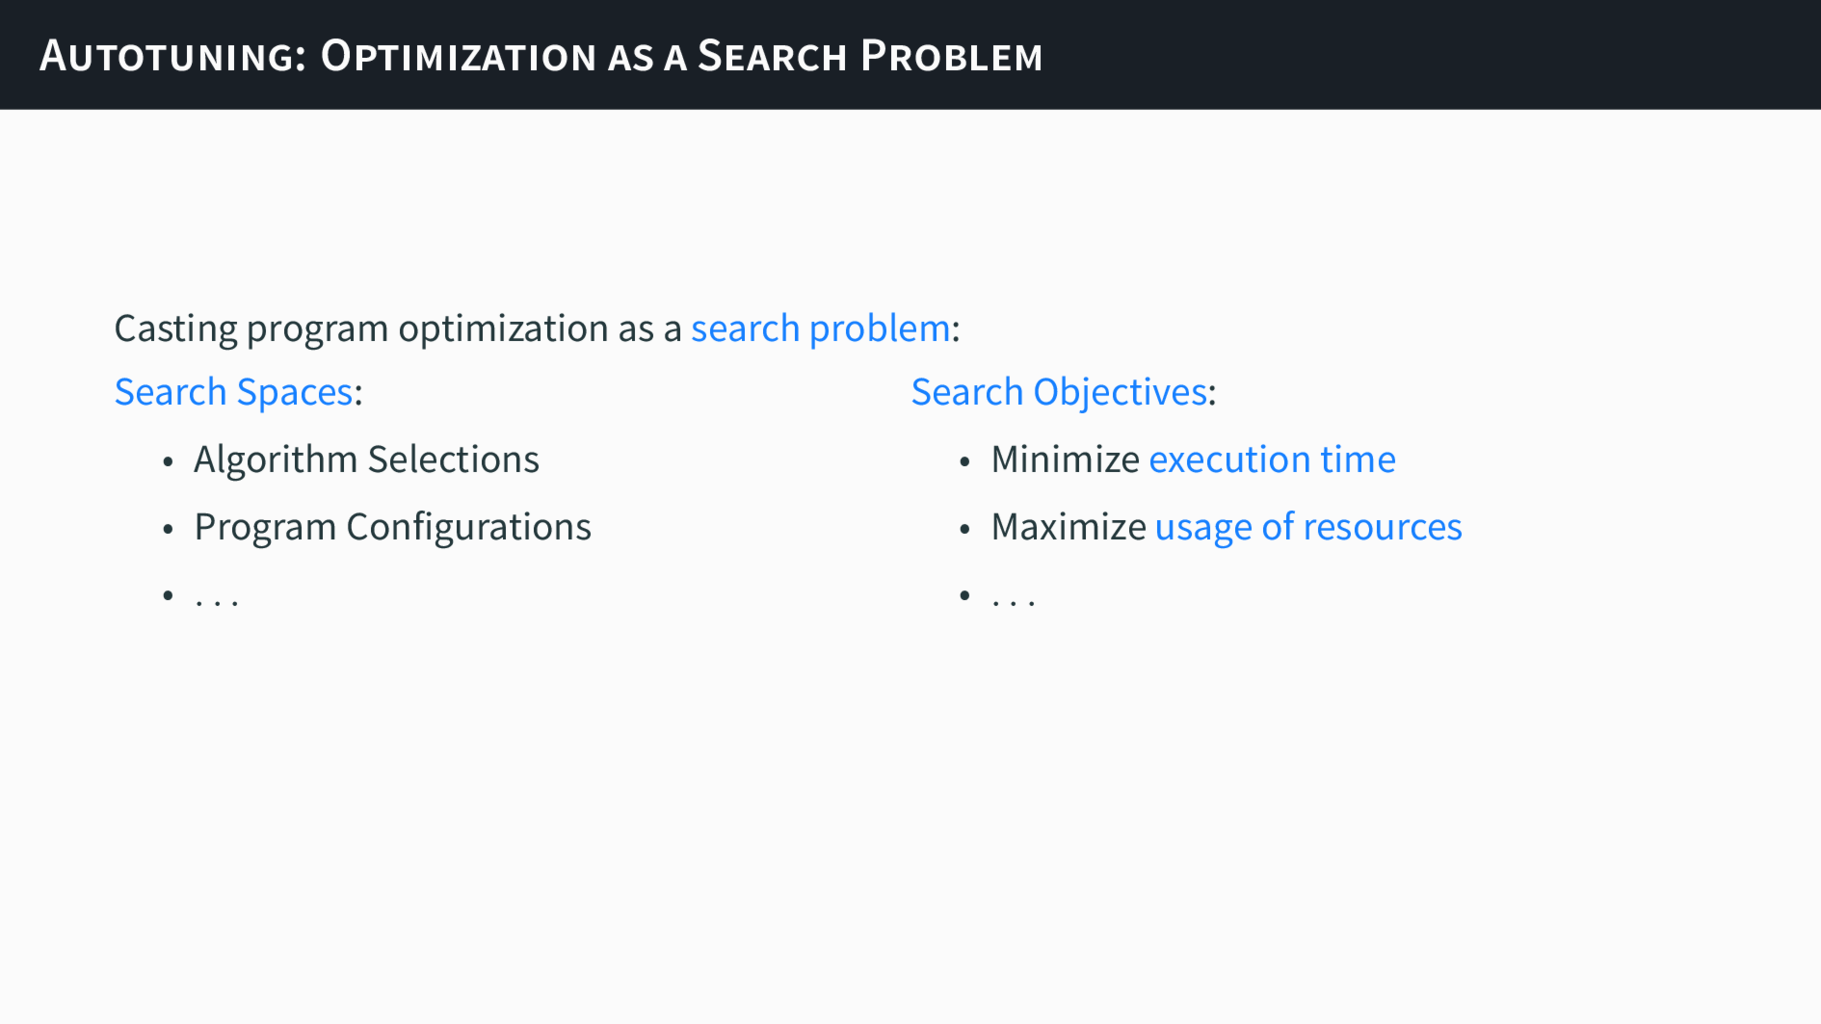 Autotuning: Optimization as a Search Problem
Casting program optimization as a search problem:
Search Spaces:
• Algorithm Selections
• Program Configurations
• . . .
Search Objectives:
• Minimize execution time
• Maximize usage of resources
• . . .